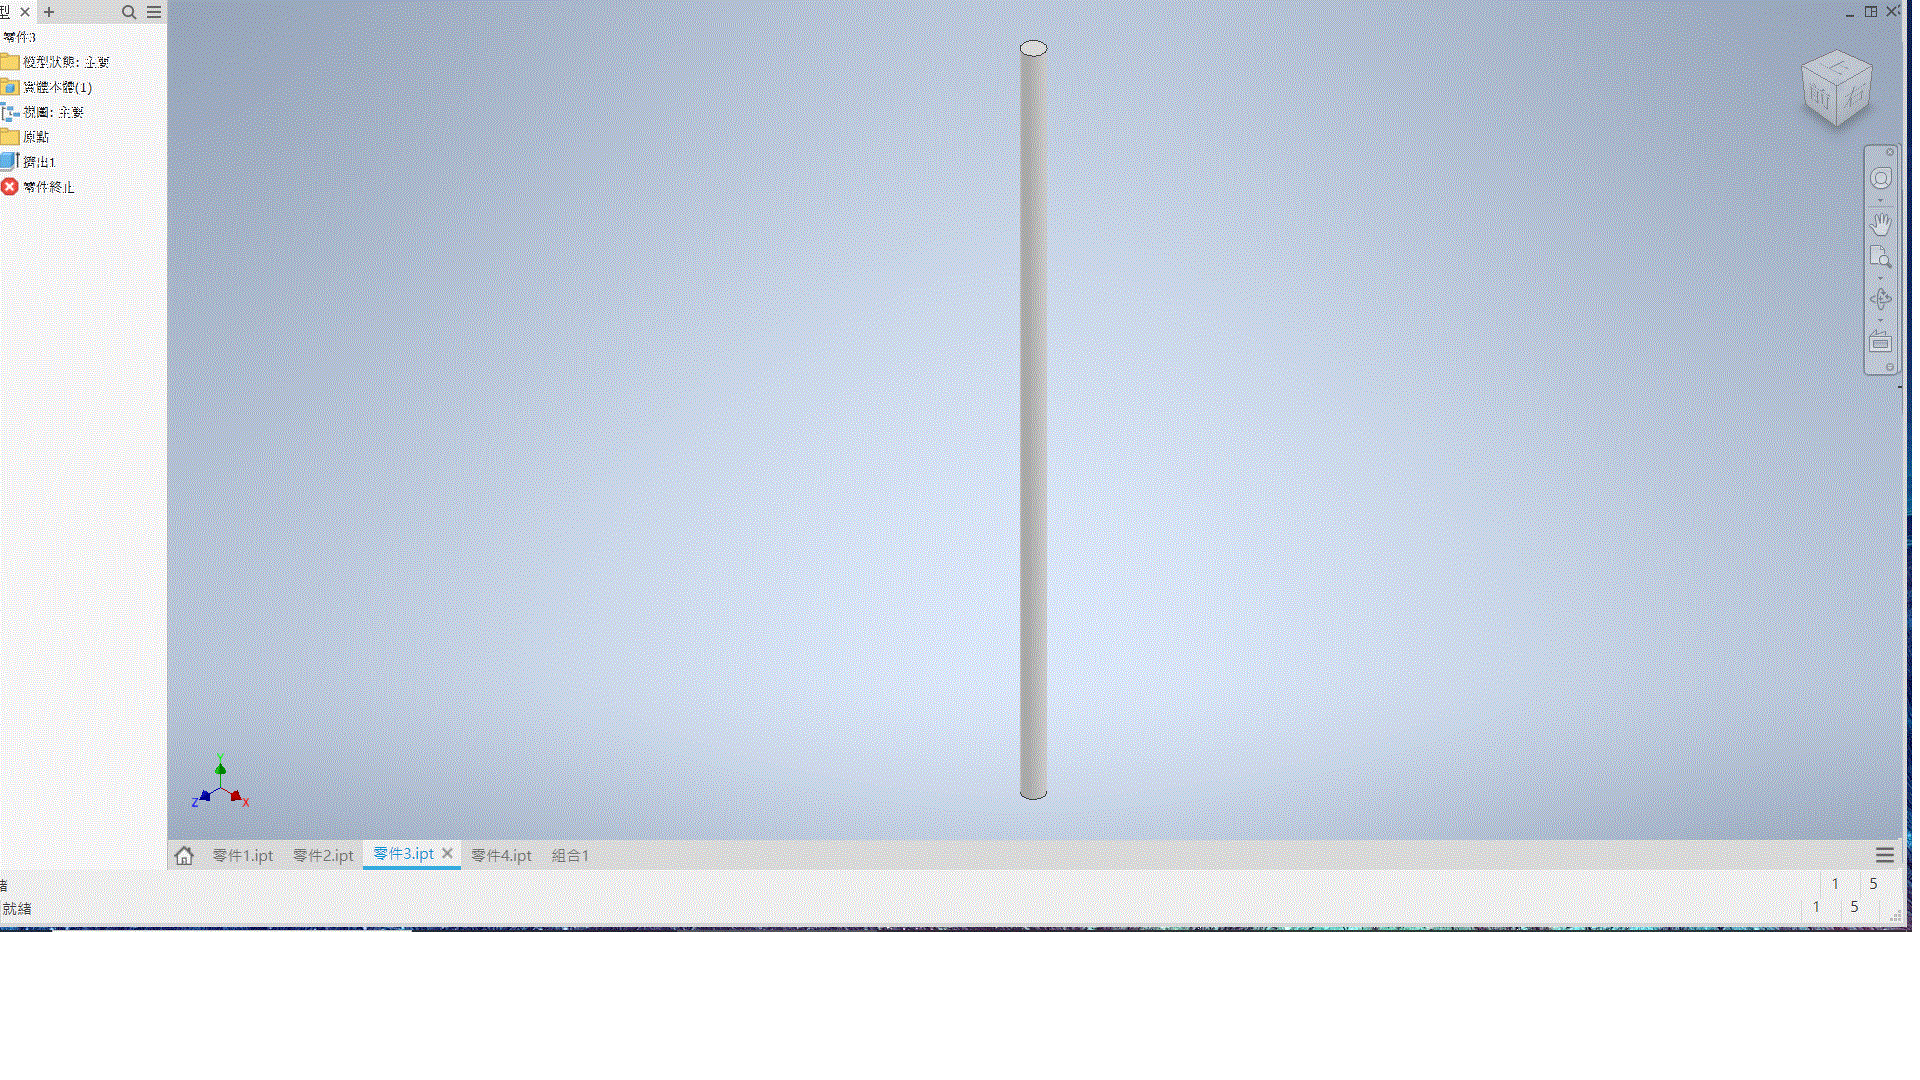 型
零件3
模型狀態: 主要
實體本體(1)
視圖: 主要
原點
擠出1
零件終止
上
前
右
Y
Z
X
零件1.ipt
零件2.ipt
零件3.ipt
零件4.ipt
組合1
緒
1 5
就緒
1 5